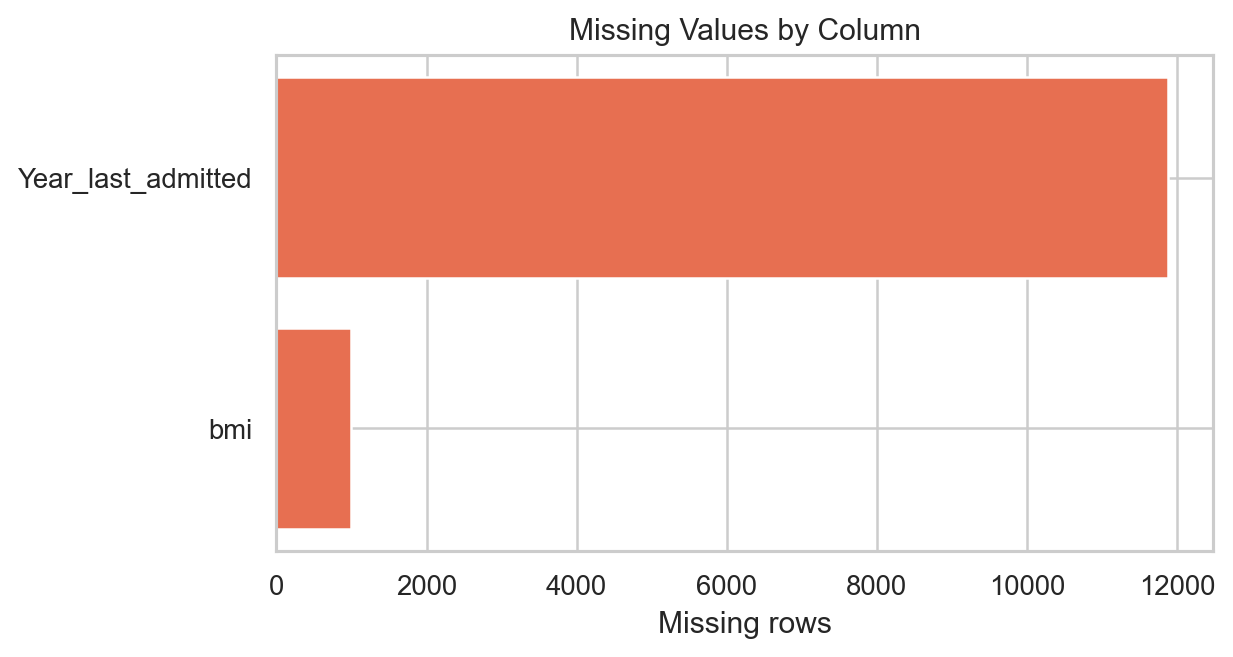 Missing Values by Column
Year_last_admitted
bmi
0 2000 4000 6000 8000 10000 12000
Missing rows